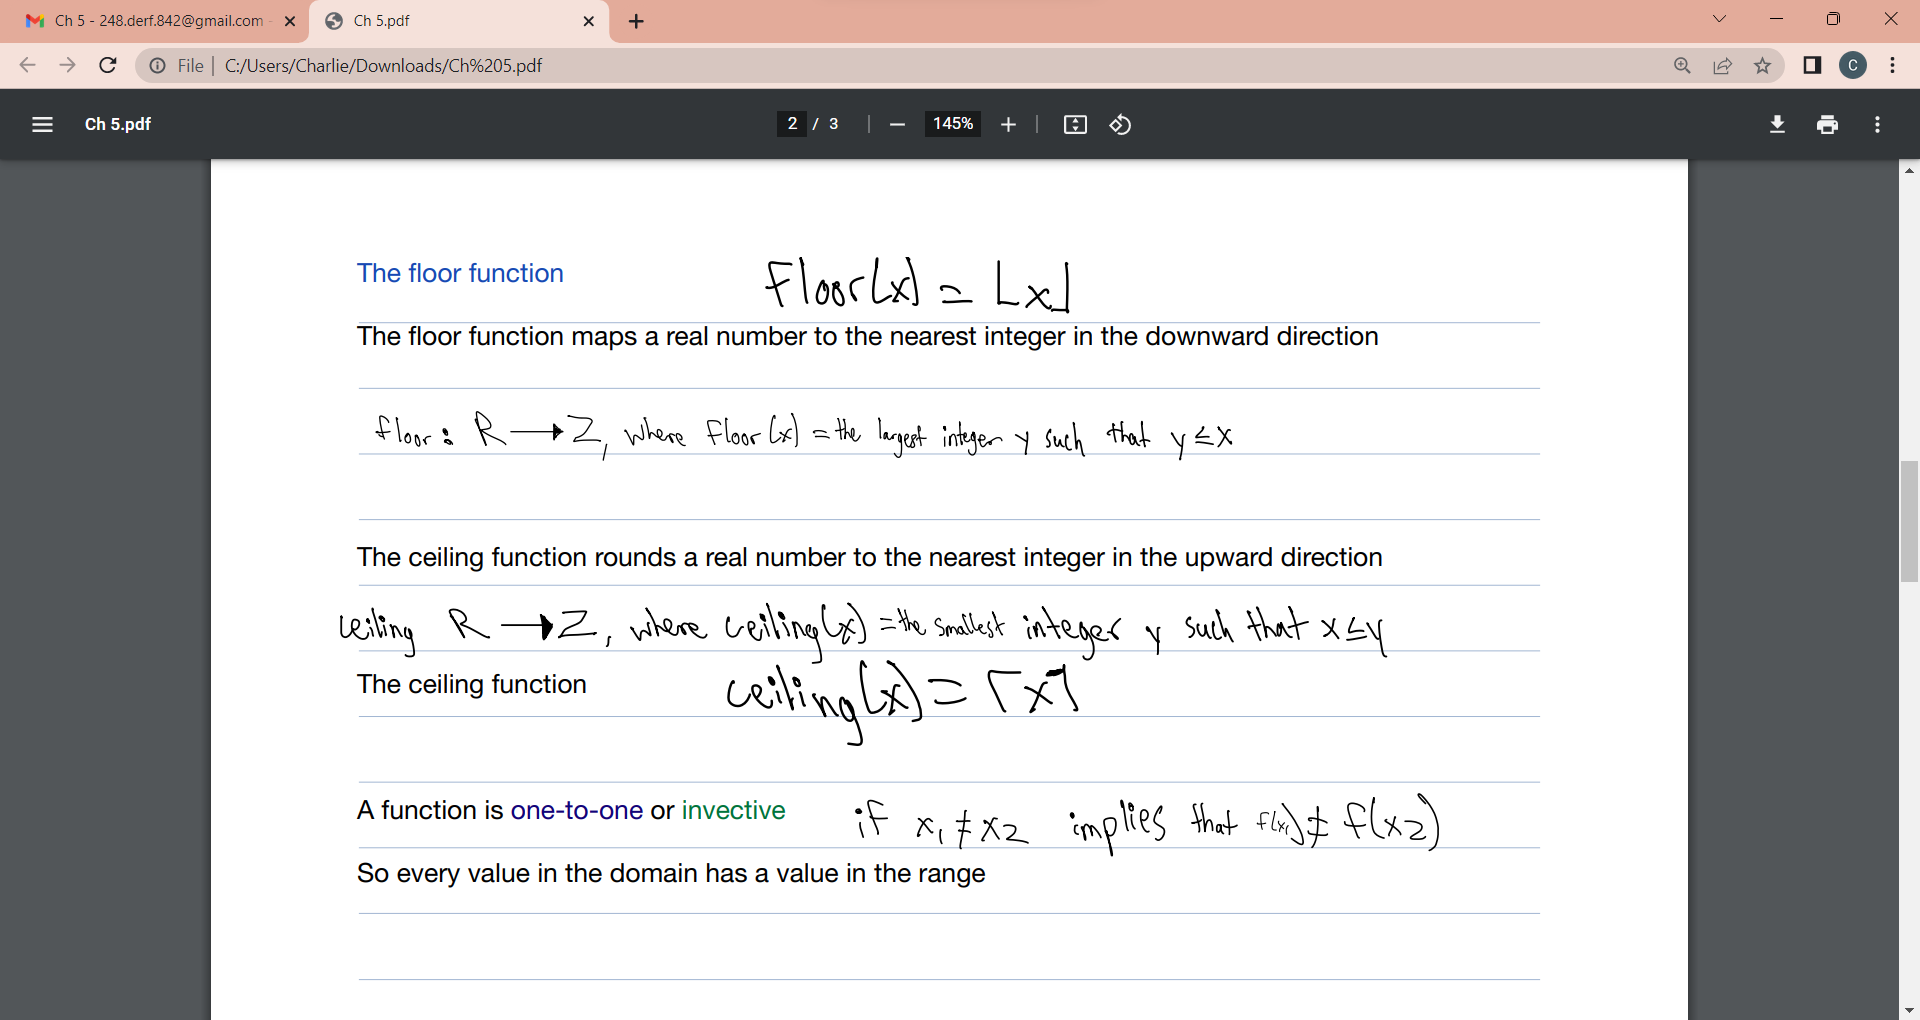 Ch 5 - 248.derf.842@gmail.com -
Ch 5.pdf
File | C:/Users/Charlie/Downloads/Ch%205.pdf
C
Ch 5.pdf
2 / 3
145%
The floor function
Floor(x) = ⌊x⌋
The floor function maps a real number to the nearest integer in the downward direction
floor: R → Z, where Floor(x) = the largest integer y such that y ≤ x
The ceiling function rounds a real number to the nearest integer in the upward direction
ceiling R → Z, where ceiling(x) = the smallest integer y such that x ≤ y
The ceiling function
ceiling(x) = ⌈x⌉
A function is one-to-one or invective
if x₁ ≠ x2 implies that f(x₁) ≠ f(x2)
So every value in the domain has a value in the range